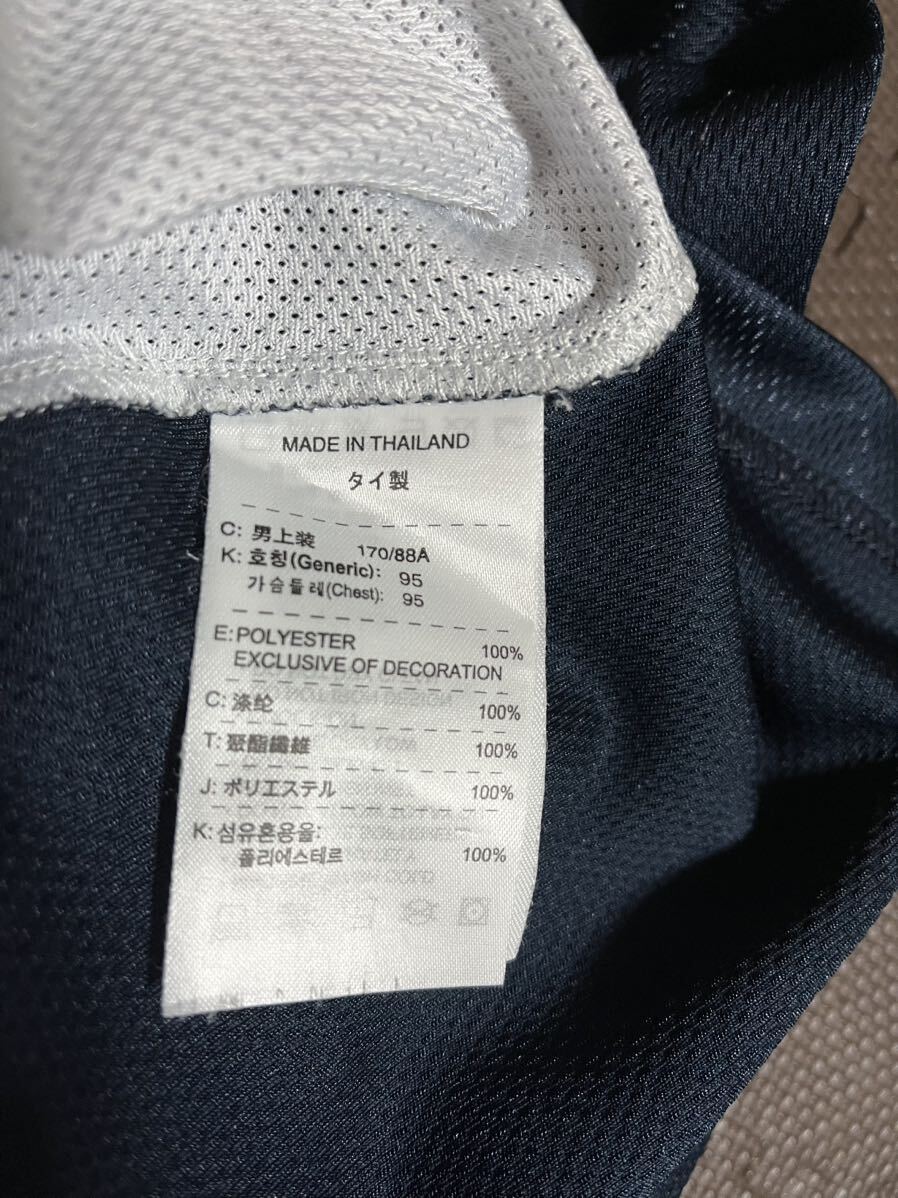 MADE IN THAILAND
タイ製
C: 男上装 170/88A
K: 호칭(Generic): 95
가슴둘레(Chest): 95
E: POLYESTER 100%
EXCLUSIVE OF DECORATION
C: 涤纶 100%
T: 聚酯纖維 100%
J: ポリエステル 100%
K: 섬유혼용율:
폴리에스테르 100%